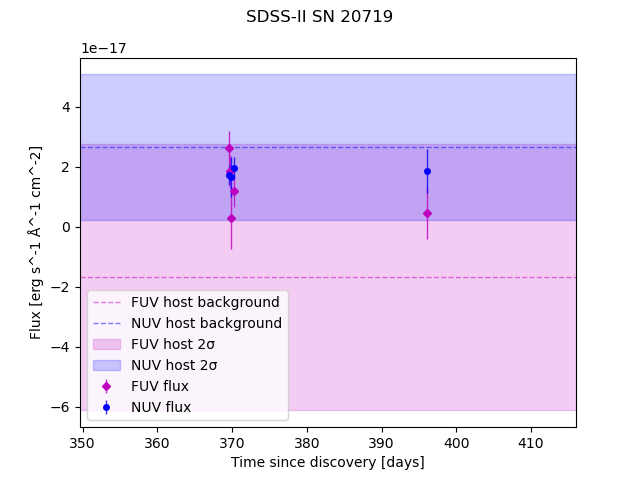 SDSS-II SN 20719
1e−17
4
2
0
−2
−4
−6
Flux [erg s^-1 Å^-1 cm^-2]
FUV host background
NUV host background
FUV host 2σ
NUV host 2σ
FUV flux
NUV flux
350 360 370 380 390 400 410
Time since discovery [days]